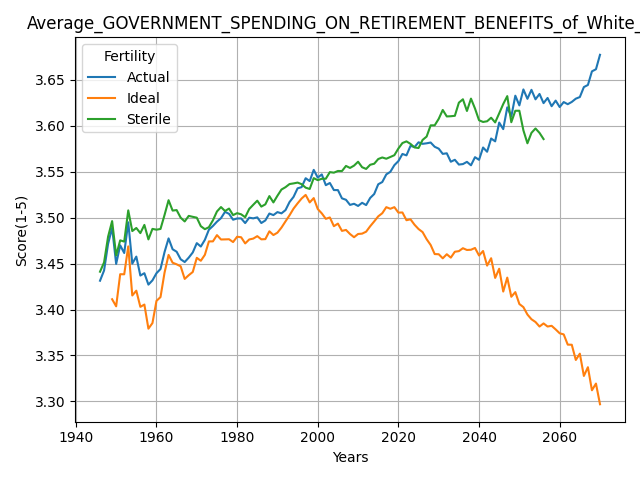 Average_GOVERNMENT_SPENDING_ON_RETIREMENT_BENEFITS_of_White_
Fertility
Actual
Ideal
Sterile
Score(1-5)
3.65
3.60
3.55
3.50
3.45
3.40
3.35
3.30
1940 1960 1980 2000 2020 2040 2060
Years